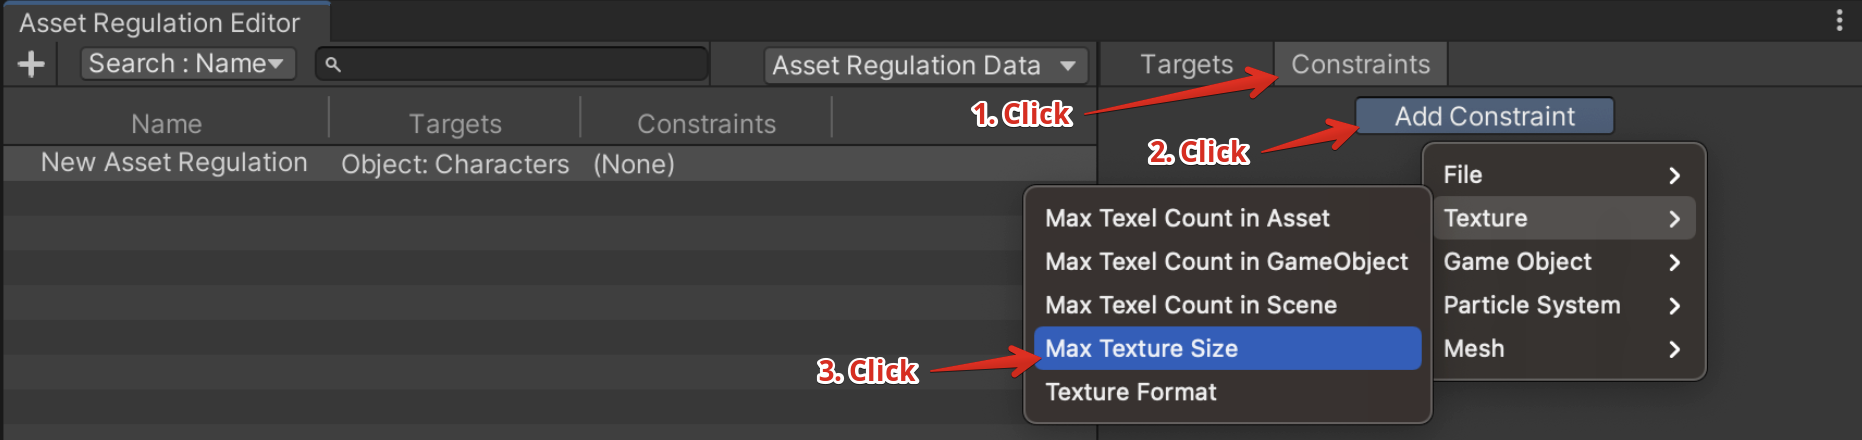 Asset Regulation Editor
Search : Name
Asset Regulation Data
Targets
Constraints
1. Click
Add Constraint
Name
Targets
Constraints
2. Click
New Asset Regulation
Object: Characters
(None)
File
Texture
Game Object
Particle System
Mesh
Max Texel Count in Asset
Max Texel Count in GameObject
Max Texel Count in Scene
Max Texture Size
Texture Format
3. Click